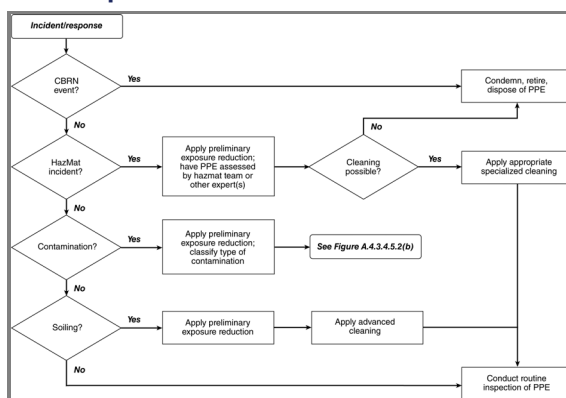 Incident/response
CBRN
event?
Yes
Condemn, retire,
dispose of PPE
No
No
HazMat
incident?
Yes
Apply preliminary
exposure reduction;
have PPE assessed
by hazmat team or
other expert(s)
Cleaning
possible?
Yes
Apply appropriate
specialized cleaning
No
Contamination?
Yes
Apply preliminary
exposure reduction;
classify type of
contamination
See Figure A.4.3.4.5.2(b)
No
Soiling?
Yes
Apply preliminary
exposure reduction
Apply advanced
cleaning
No
Conduct routine
inspection of PPE